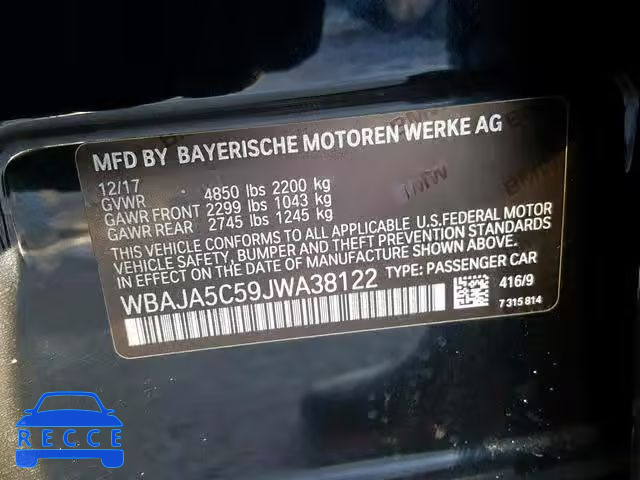 MFD BY BAYERISCHE MOTOREN WERKE AG
12/17
GVWR 4850 lbs 2200 kg
GAWR FRONT 2299 lbs 1043 kg
GAWR REAR 2745 lbs 1245 kg
THIS VEHICLE CONFORMS TO ALL APPLICABLE U.S.FEDERAL MOTOR
VEHICLE SAFETY, BUMPER, AND THEFT PREVENTION STANDARDS
IN EFFECT ON THE DATE OF MANUFACTURE SHOWN ABOVE.
WBAJA5C59JWA38122 TYPE: PASSENGER CAR
416/9
7 315 814
RECCE